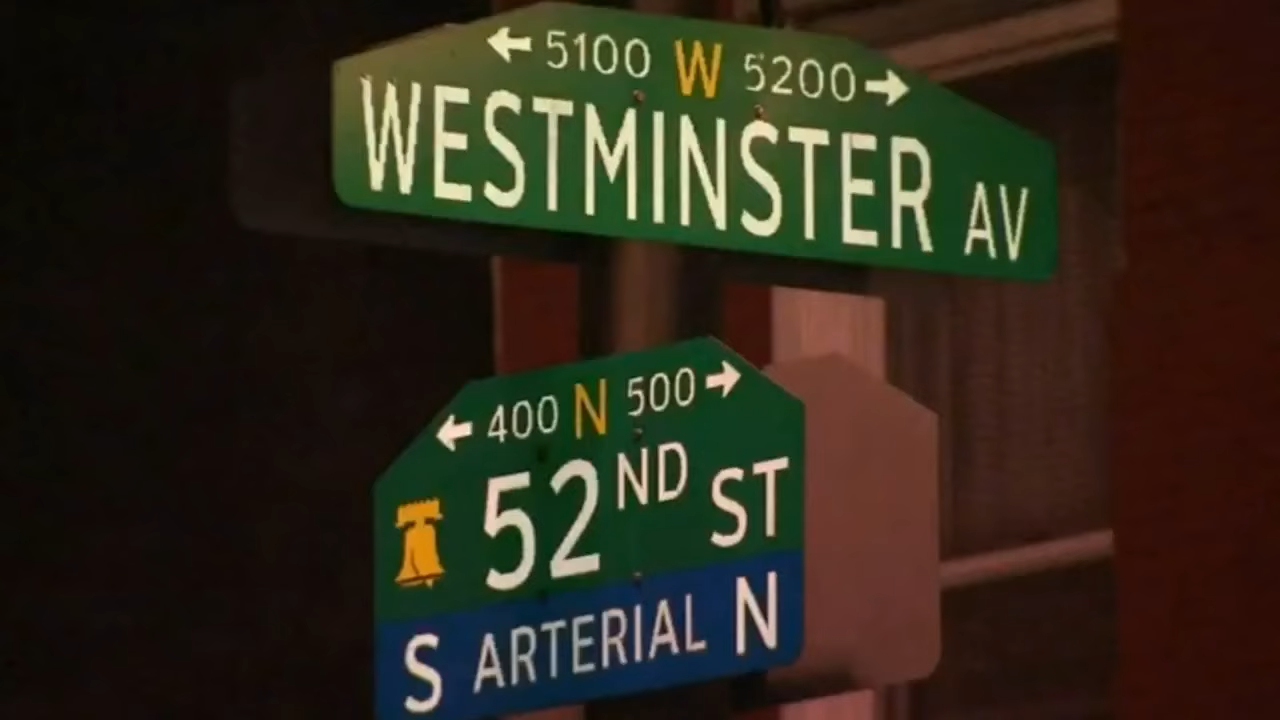 ← 5100 W 5200 →
WESTMINSTER AV
← 400 N 500 →
52ND ST
S ARTERIAL N